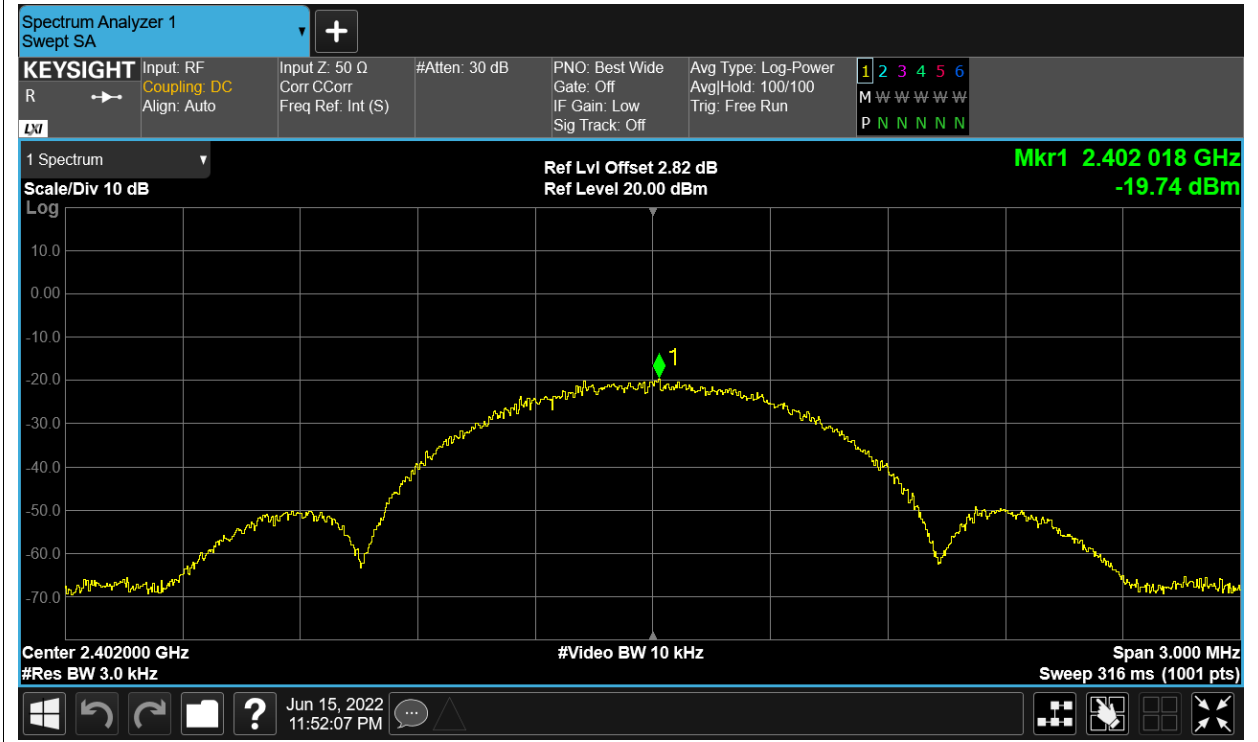 Spectrum Analyzer 1
Swept SA
+
KEYSIGHT
R
LXI
Input: RF
Coupling: DC
Align: Auto
Input Z: 50 Ω
Corr CCorr
Freq Ref: Int (S)
#Atten: 30 dB
PNO: Best Wide
Gate: Off
IF Gain: Low
Sig Track: Off
Avg Type: Log-Power
Avg|Hold: 100/100
Trig: Free Run
1 2 3 4 5 6
M W W W W W
P N N N N N
1 Spectrum
Scale/Div 10 dB
Log
Ref Lvl Offset 2.82 dB
Ref Level 20.00 dBm
Mkr1 2.402 018 GHz
-19.74 dBm
10.0
0.00
-10.0
1
-20.0
-30.0
-40.0
-50.0
-60.0
-70.0
Center 2.402000 GHz
#Video BW 10 kHz
Span 3.000 MHz
#Res BW 3.0 kHz
Sweep 316 ms (1001 pts)
?
Jun 15, 2022
11:52:07 PM